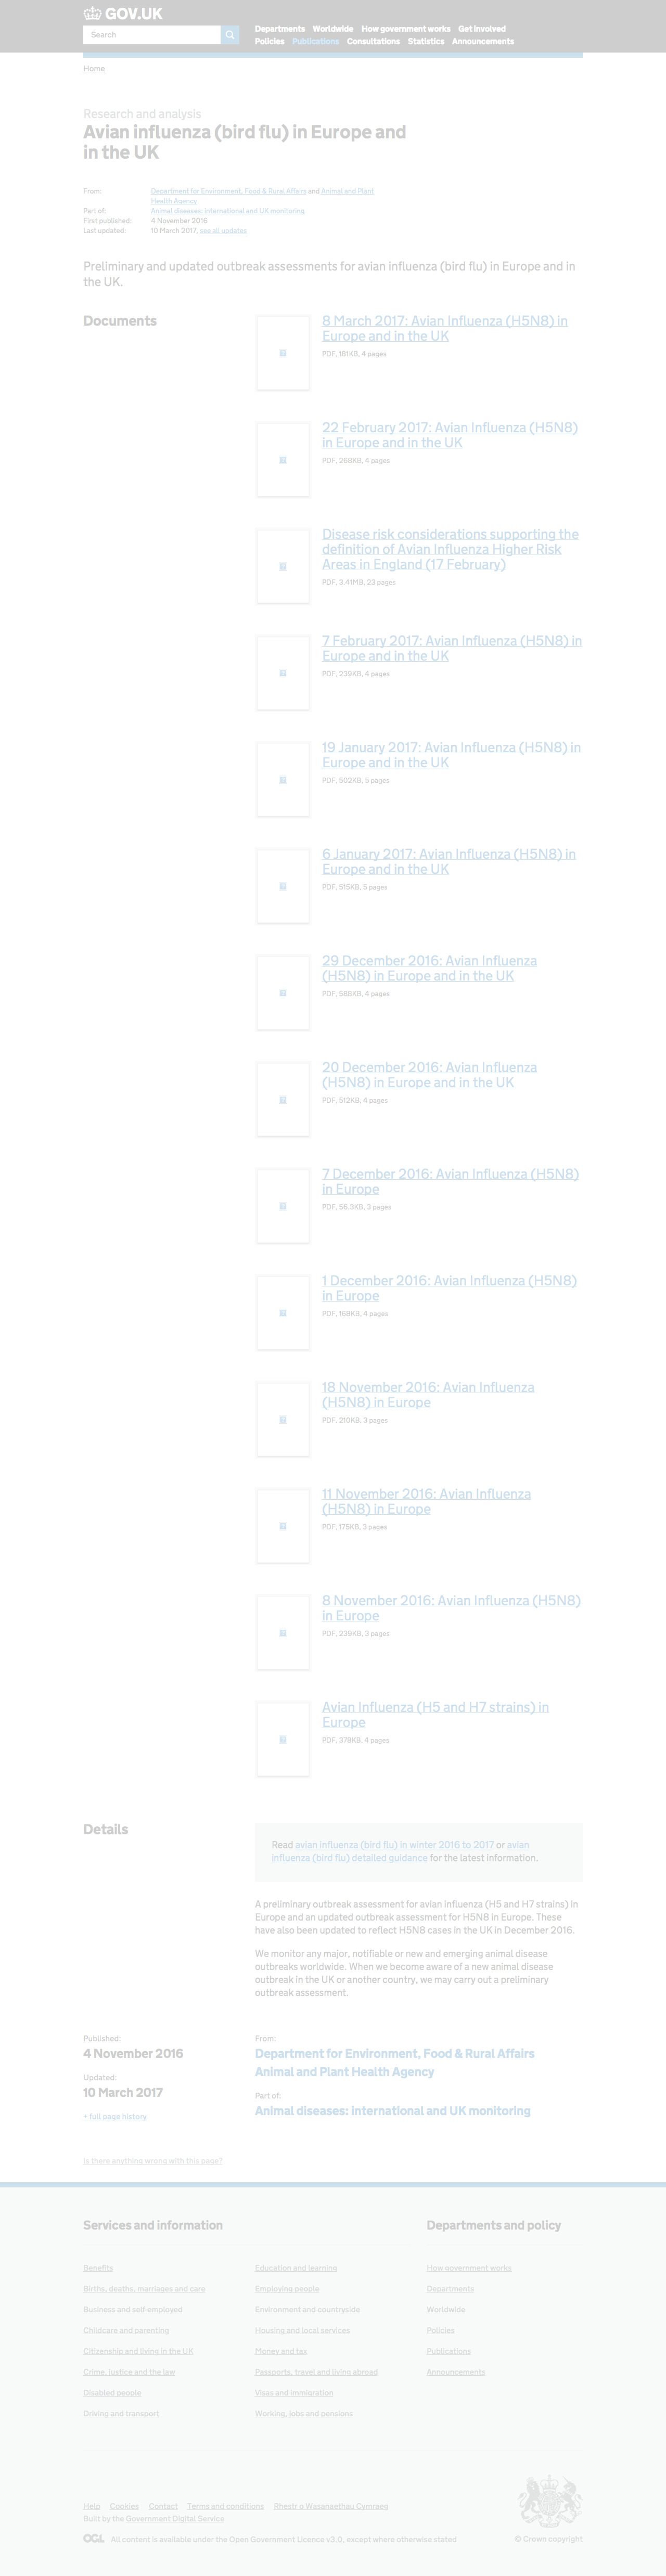 GOV.UK
Search
Departments Worldwide How government works Get involved
Policies Publications Consultations Statistics Announcements
Home
Research and analysis
Avian influenza (bird flu) in Europe and
in the UK
From: Department for Environment, Food & Rural Affairs and Animal and Plant
Health Agency
Part of: Animal diseases: international and UK monitoring
First published: 4 November 2016
Last updated: 10 March 2017, see all updates
Preliminary and updated outbreak assessments for avian influenza (bird flu) in Europe and in
the UK.
Documents
8 March 2017: Avian Influenza (H5N8) in
Europe and in the UK
PDF, 181KB, 4 pages
22 February 2017: Avian Influenza (H5N8)
in Europe and in the UK
PDF, 268KB, 4 pages
Disease risk considerations supporting the
definition of Avian Influenza Higher Risk
Areas in England (17 February)
PDF, 3.41MB, 23 pages
7 February 2017: Avian Influenza (H5N8) in
Europe and in the UK
PDF, 239KB, 4 pages
19 January 2017: Avian Influenza (H5N8) in
Europe and in the UK
PDF, 502KB, 5 pages
6 January 2017: Avian Influenza (H5N8) in
Europe and in the UK
PDF, 515KB, 5 pages
29 December 2016: Avian Influenza
(H5N8) in Europe and in the UK
PDF, 588KB, 4 pages
20 December 2016: Avian Influenza
(H5N8) in Europe and in the UK
PDF, 512KB, 4 pages
7 December 2016: Avian Influenza (H5N8)
in Europe
PDF, 56.3KB, 3 pages
1 December 2016: Avian Influenza (H5N8)
in Europe
PDF, 168KB, 4 pages
18 November 2016: Avian Influenza
(H5N8) in Europe
PDF, 210KB, 3 pages
11 November 2016: Avian Influenza
(H5N8) in Europe
PDF, 175KB, 3 pages
8 November 2016: Avian Influenza (H5N8)
in Europe
PDF, 239KB, 3 pages
Avian Influenza (H5 and H7 strains) in
Europe
PDF, 378KB, 4 pages
Details
Read avian influenza (bird flu) in winter 2016 to 2017 or avian
influenza (bird flu) detailed guidance for the latest information.
A preliminary outbreak assessment for avian influenza (H5 and H7 strains) in
Europe and an updated outbreak assessment for H5N8 in Europe. These
have also been updated to reflect H5N8 cases in the UK in December 2016.
We monitor any major, notifiable or new and emerging animal disease
outbreaks worldwide. When we become aware of a new animal disease
outbreak in the UK or another country, we may carry out a preliminary
outbreak assessment.
Published:
4 November 2016
Updated:
10 March 2017
+ full page history
From:
Department for Environment, Food & Rural Affairs
Animal and Plant Health Agency
Part of:
Animal diseases: international and UK monitoring
Is there anything wrong with this page?
Services and information
Benefits
Births, deaths, marriages and care
Business and self-employed
Childcare and parenting
Citizenship and living in the UK
Crime, justice and the law
Disabled people
Driving and transport
Education and learning
Employing people
Environment and countryside
Housing and local services
Money and tax
Passports, travel and living abroad
Visas and immigration
Working, jobs and pensions
Departments and policy
How government works
Departments
Worldwide
Policies
Publications
Announcements
Help Cookies Contact Terms and conditions Rhestr o Wasanaethau Cymraeg
Built by the Government Digital Service
OGL All content is available under the Open Government Licence v3.0, except where otherwise stated
© Crown copyright